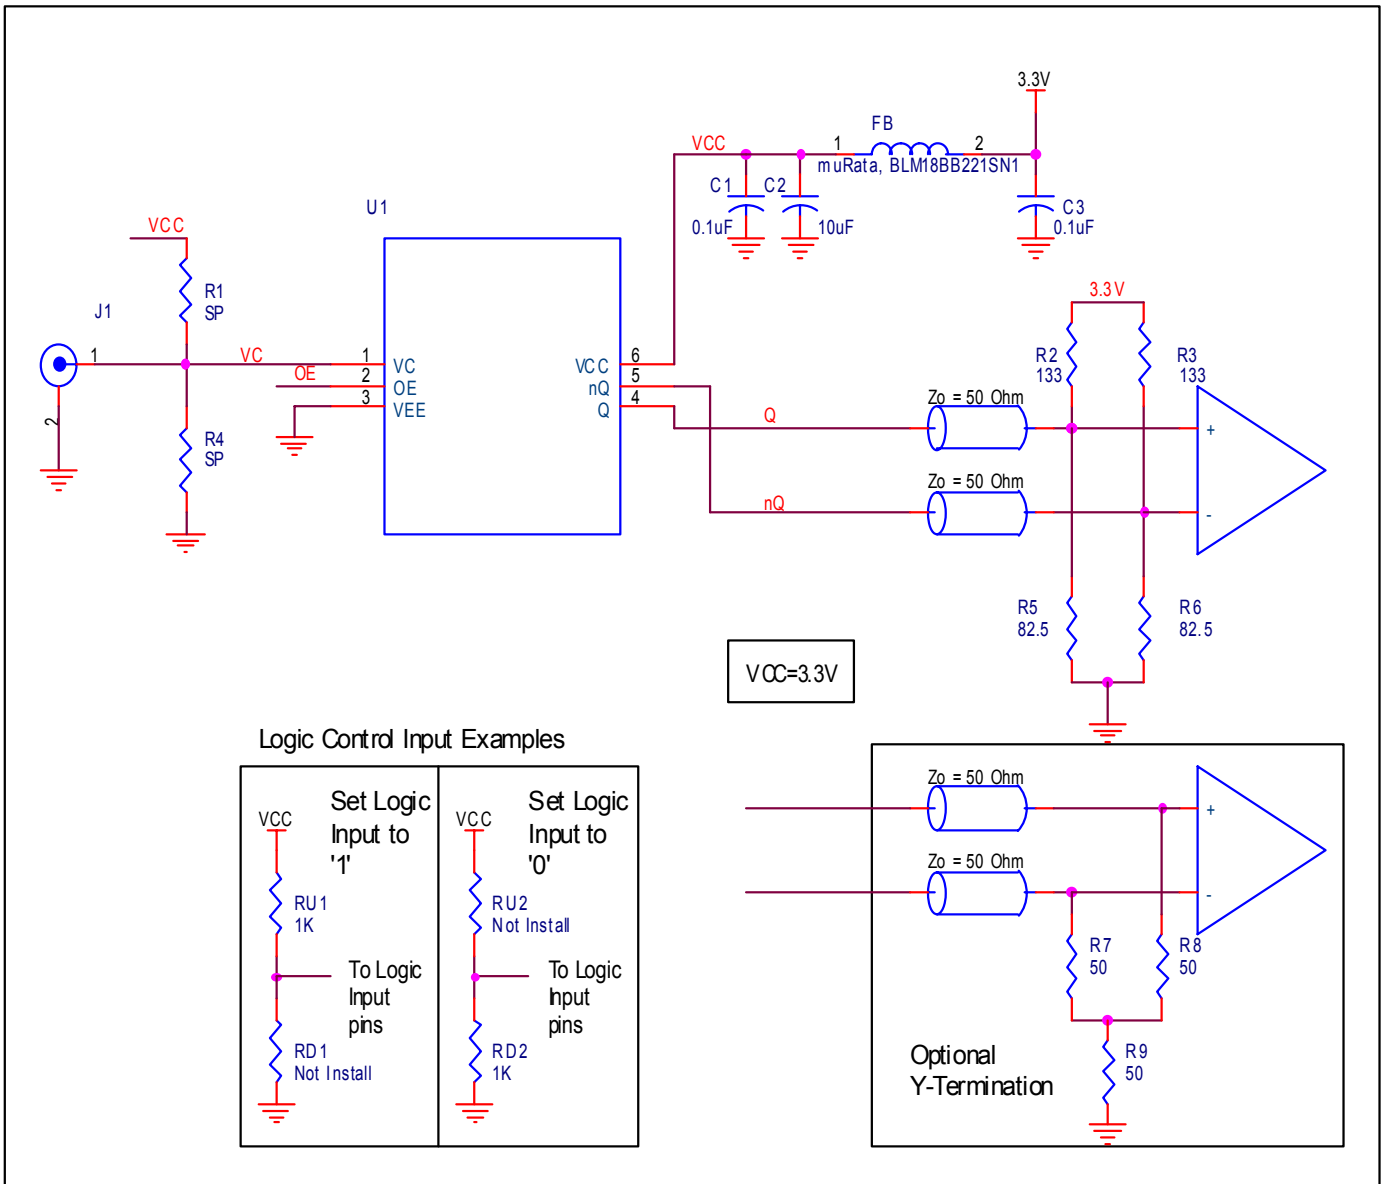 3.3V
FB
VCC
1
2
muRata, BLM18BB221SN1
C1
C2
U1
C3
0.1uF
10uF
0.1uF
VCC
R1
SP
3.3V
J1
R2
133
R3
133
1
VC
1
VC
VCC
6
OE
2
OE
nQ
5
3
VEE
Q
4
Zo = 50 Ohm
2
Q
+
R4
SP
Zo = 50 Ohm
nQ
-
R5
82.5
R6
82.5
VCC=3.3V
Logic Control Input Examples
VCC
Set Logic
Input to
'1'
RU1
1K
To Logic
Input
pins
RD1
Not Install
VCC
Set Logic
Input to
'0'
RU2
Not Install
To Logic
Input
pins
RD2
1K
Zo = 50 Ohm
+
Zo = 50 Ohm
-
R7
50
R8
50
Optional
Y-Termination
R9
50